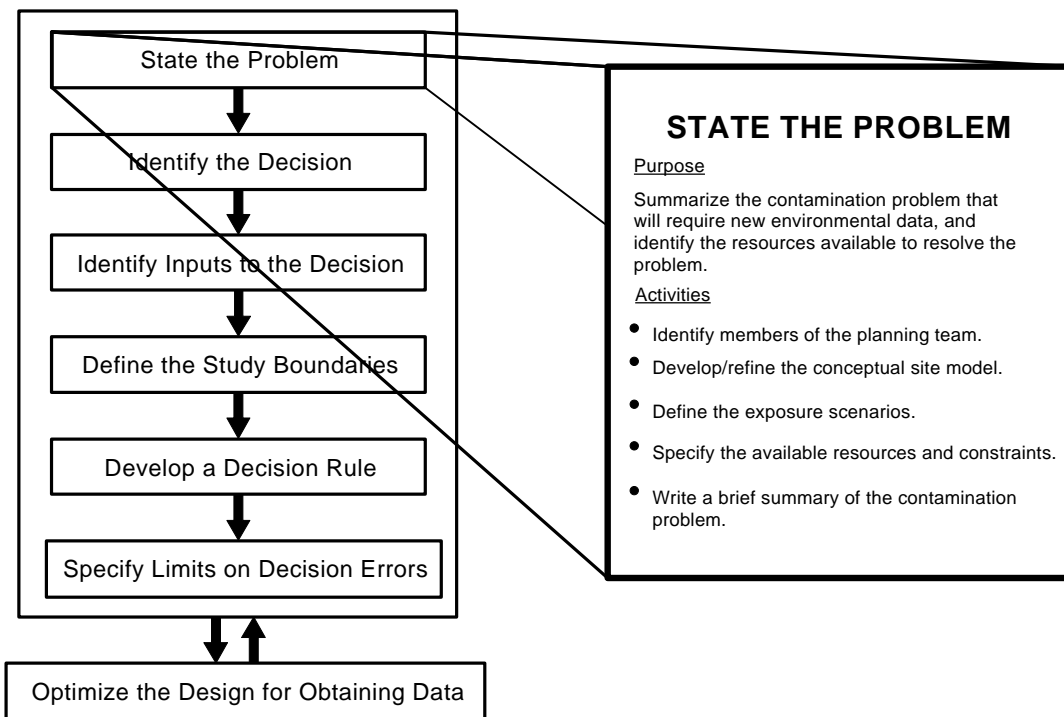 State the Problem
Identify the Decision
Identify Inputs to the Decision
Define the Study Boundaries
Develop a Decision Rule
Specify Limits on Decision Errors
Optimize the Design for Obtaining Data
STATE THE PROBLEM
Purpose
Summarize the contamination problem that
will require new environmental data, and
identify the resources available to resolve the
problem.
Activities
• Identify members of the planning team.
• Develop/refine the conceptual site model.
• Define the exposure scenarios.
• Specify the available resources and constraints.
• Write a brief summary of the contamination
problem.